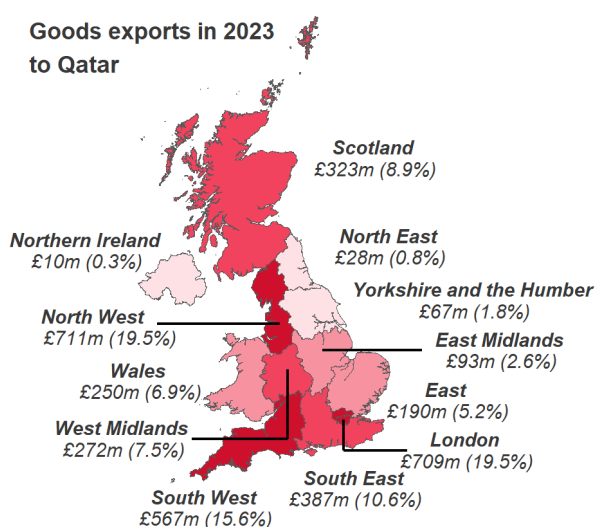 Goods exports in 2023
to Qatar
Scotland
£323m (8.9%)
Northern Ireland
£10m (0.3%)
North East
£28m (0.8%)
Yorkshire and the Humber
£67m (1.8%)
North West
£711m (19.5%)
East Midlands
£93m (2.6%)
Wales
£250m (6.9%)
East
£190m (5.2%)
West Midlands
£272m (7.5%)
London
£709m (19.5%)
South East
£387m (10.6%)
South West
£567m (15.6%)